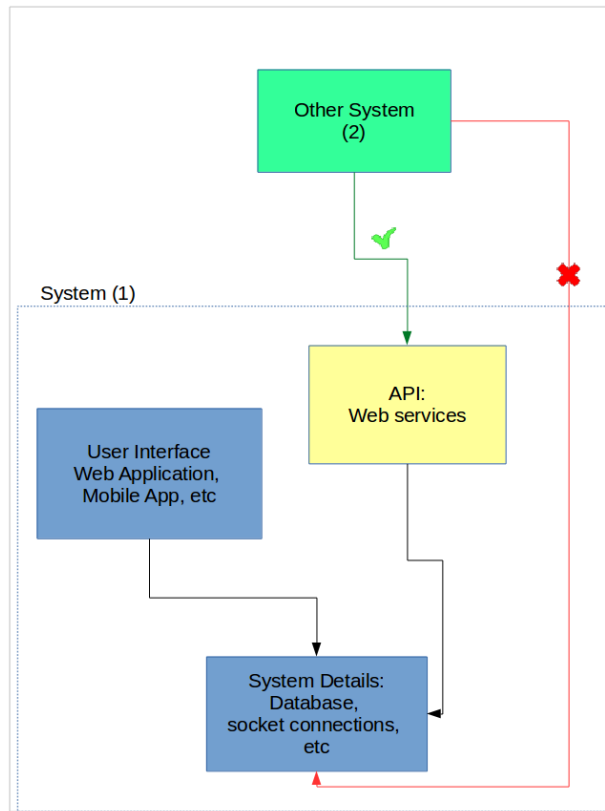 Other System
(2)
System (1)
API:
Web services
User Interface
Web Application,
Mobile App, etc
System Details:
Database,
socket connections,
etc